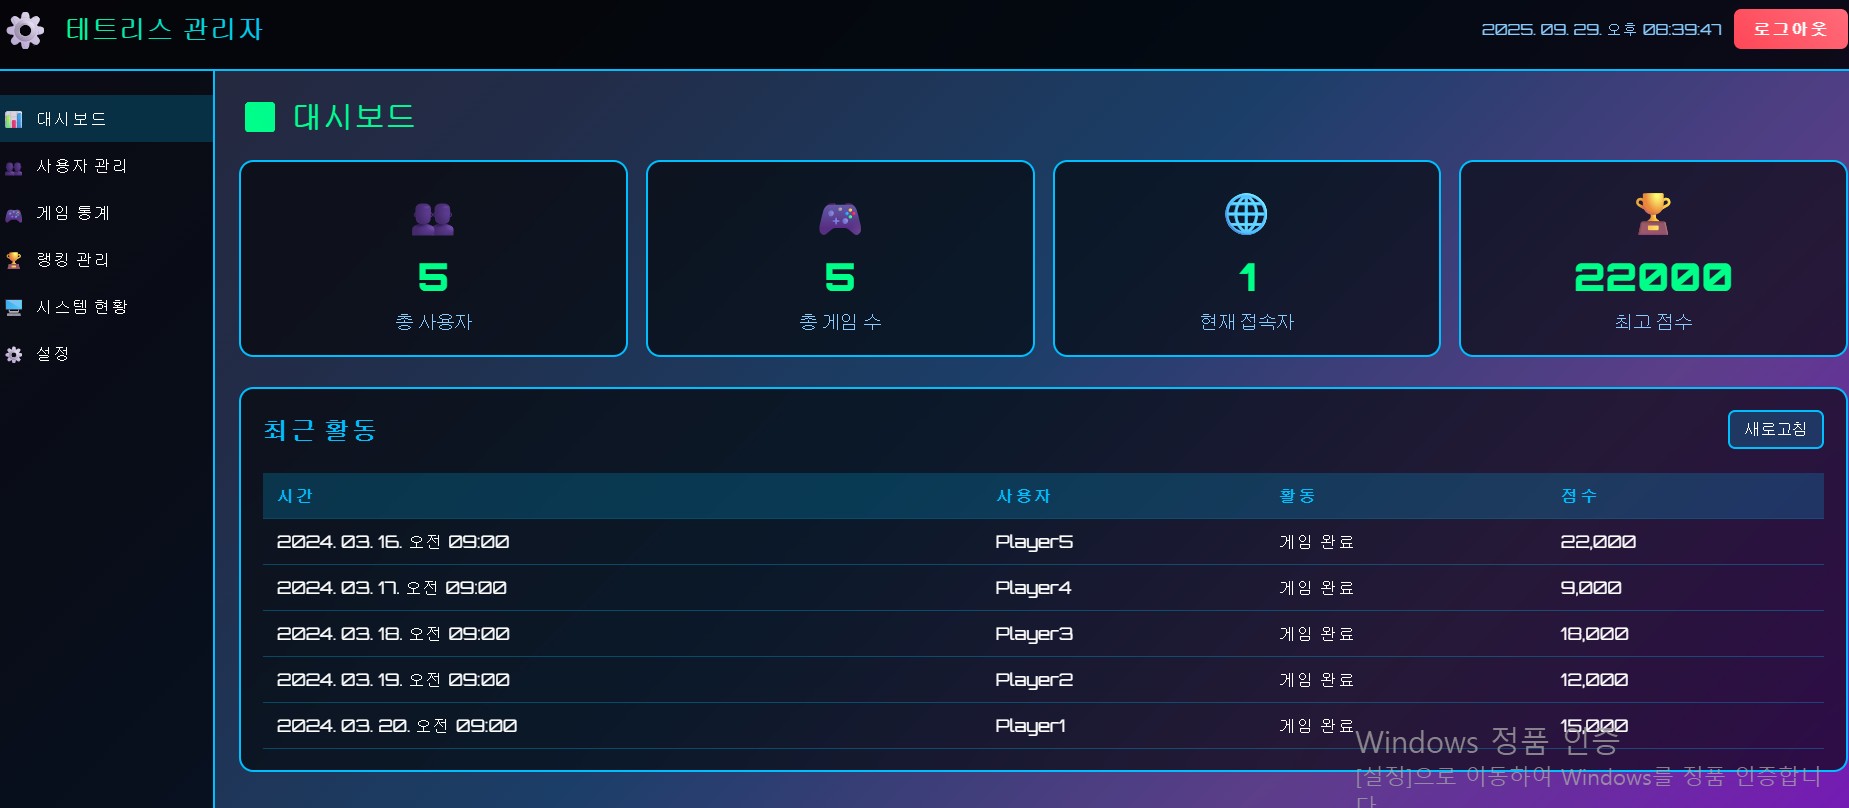 테트리스 관리자
2025. 09. 29. 오후 08:39:47
로그아웃
대시보드
사용자 관리
게임 통계
랭킹 관리
시스템 현황
설정
대시보드
5
총 사용자
5
총 게임 수
1
현재 접속자
22000
최고 점수
최근 활동
새로고침
시간 사용자 활동 점수
2024. 03. 16. 오전 09:00 Player5 게임 완료 22,000
2024. 03. 17. 오전 09:00 Player4 게임 완료 9,000
2024. 03. 18. 오전 09:00 Player3 게임 완료 18,000
2024. 03. 19. 오전 09:00 Player2 게임 완료 12,000
2024. 03. 20. 오전 09:00 Player1 게임 완료 15,000
Windows 정품 인증
[설정]으로 이동하여 Windows를 정품 인증합니
다